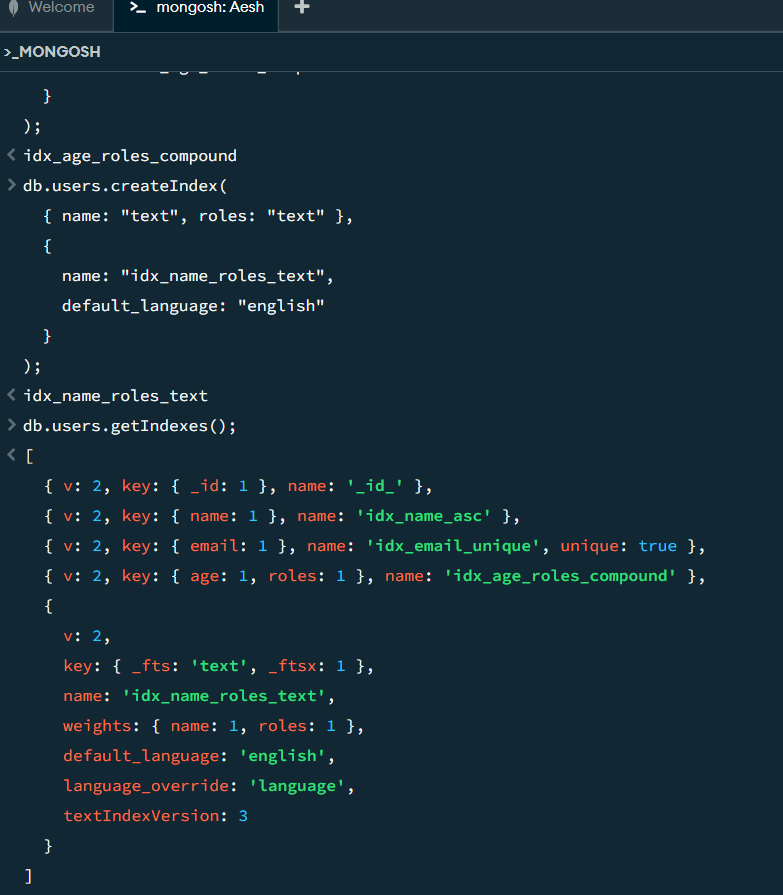 Welcome
>_ mongosh: Aesh
+
>_MONGOSH
}
);
< idx_age_roles_compound
> db.users.createIndex(
{ name: "text", roles: "text" },
{
name: "idx_name_roles_text",
default_language: "english"
}
);
< idx_name_roles_text
> db.users.getIndexes();
< [
{ v: 2, key: { _id: 1 }, name: '_id_' },
{ v: 2, key: { name: 1 }, name: 'idx_name_asc' },
{ v: 2, key: { email: 1 }, name: 'idx_email_unique', unique: true },
{ v: 2, key: { age: 1, roles: 1 }, name: 'idx_age_roles_compound' },
{
v: 2,
key: { _fts: 'text', _ftsx: 1 },
name: 'idx_name_roles_text',
weights: { name: 1, roles: 1 },
default_language: 'english',
language_override: 'language',
textIndexVersion: 3
}
]